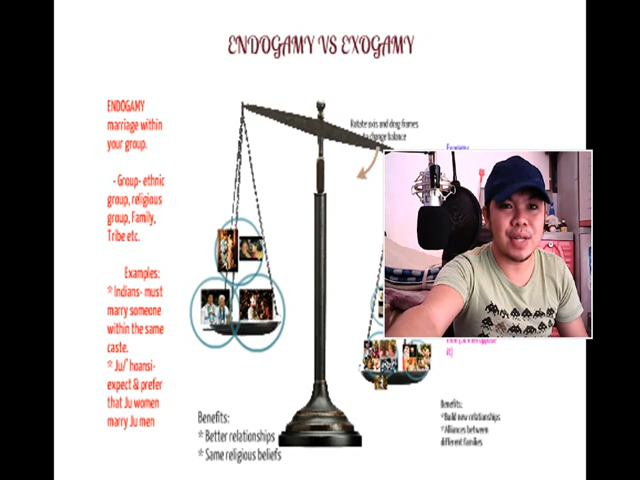 ENDOGAMY VS EXOGAMY
ENDOGAMY
marriage within
your group.
- Group- ethnic
group, religious
group, Family,
Tribe etc.
Examples:
* Indians- must
marry someone
within the same
caste.
* Ju/' hoansi-
expect & prefer
that Ju women
marry Ju men
Benefits:
* Better relationships
* Same religious beliefs
Rotate axis and drag frames
to change balance
Exogamy
it)
Benefits:
*Build new relationships
*Alliances between
different families